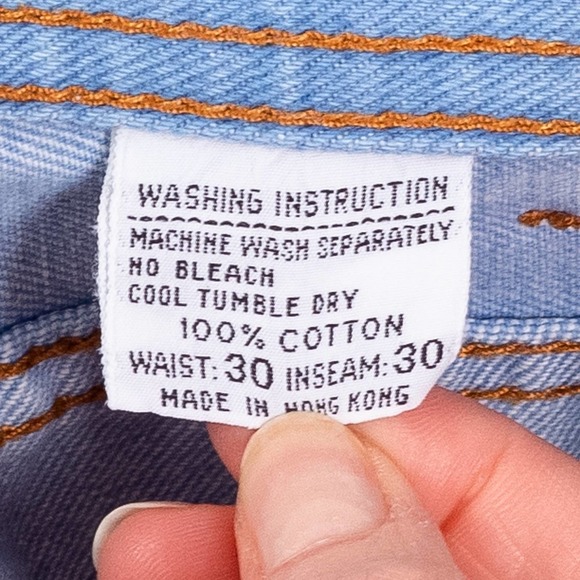 WASHING INSTRUCTION
MACHINE WASH SEPARATELY
NO BLEACH
COOL TUMBLE DRY
100% COTTON
WAIST: 30 INSEAM: 30
MADE IN HONG KONG